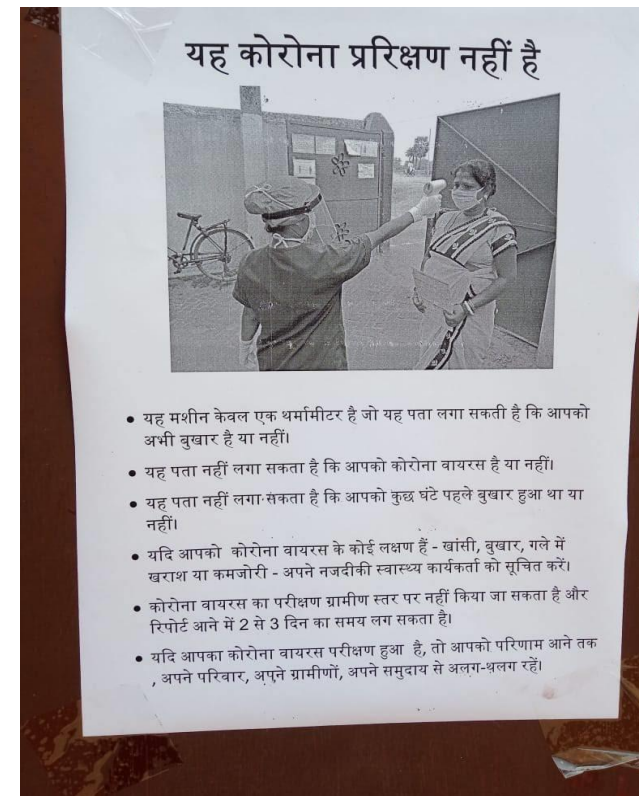 यह कोरोना प्ररिक्षण नहीं है
• यह मशीन केवल एक थर्मामीटर है जो यह पता लगा सकती है कि आपको
अभी बुखार है या नहीं।
• यह पता नहीं लगा सकता है कि आपको कोरोना वायरस है या नहीं।
• यह पता नहीं लगा सकता है कि आपको कुछ घंटे पहले बुखार हुआ था या
नहीं।
• यदि आपको कोरोना वायरस के कोई लक्षण हैं - खांसी, बुखार, गले में
खराश या कमजोरी - अपने नजदीकी स्वास्थ्य कार्यकर्ता को सूचित करें।
• कोरोना वायरस का परीक्षण ग्रामीण स्तर पर नहीं किया जा सकता है और
रिपोर्ट आने में 2 से 3 दिन का समय लग सकता है।
• यदि आपका कोरोना वायरस परीक्षण हुआ है, तो आपको परिणाम आने तक
, अपने परिवार, अपने ग्रामीणों, अपने समुदाय से अलग-थलग रहें।